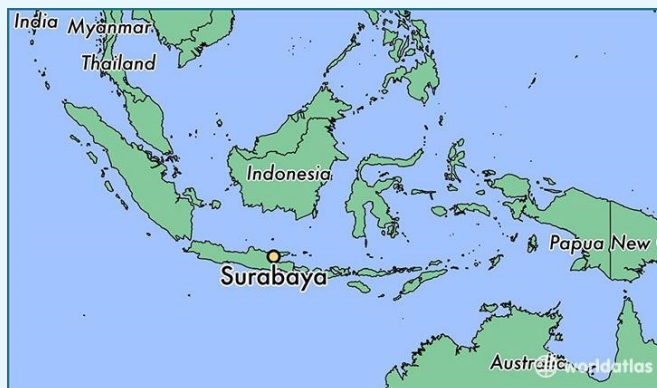 India Myanmar
Thailand
Indonesia
Papua New
Surabaya
Australia
worldatlas